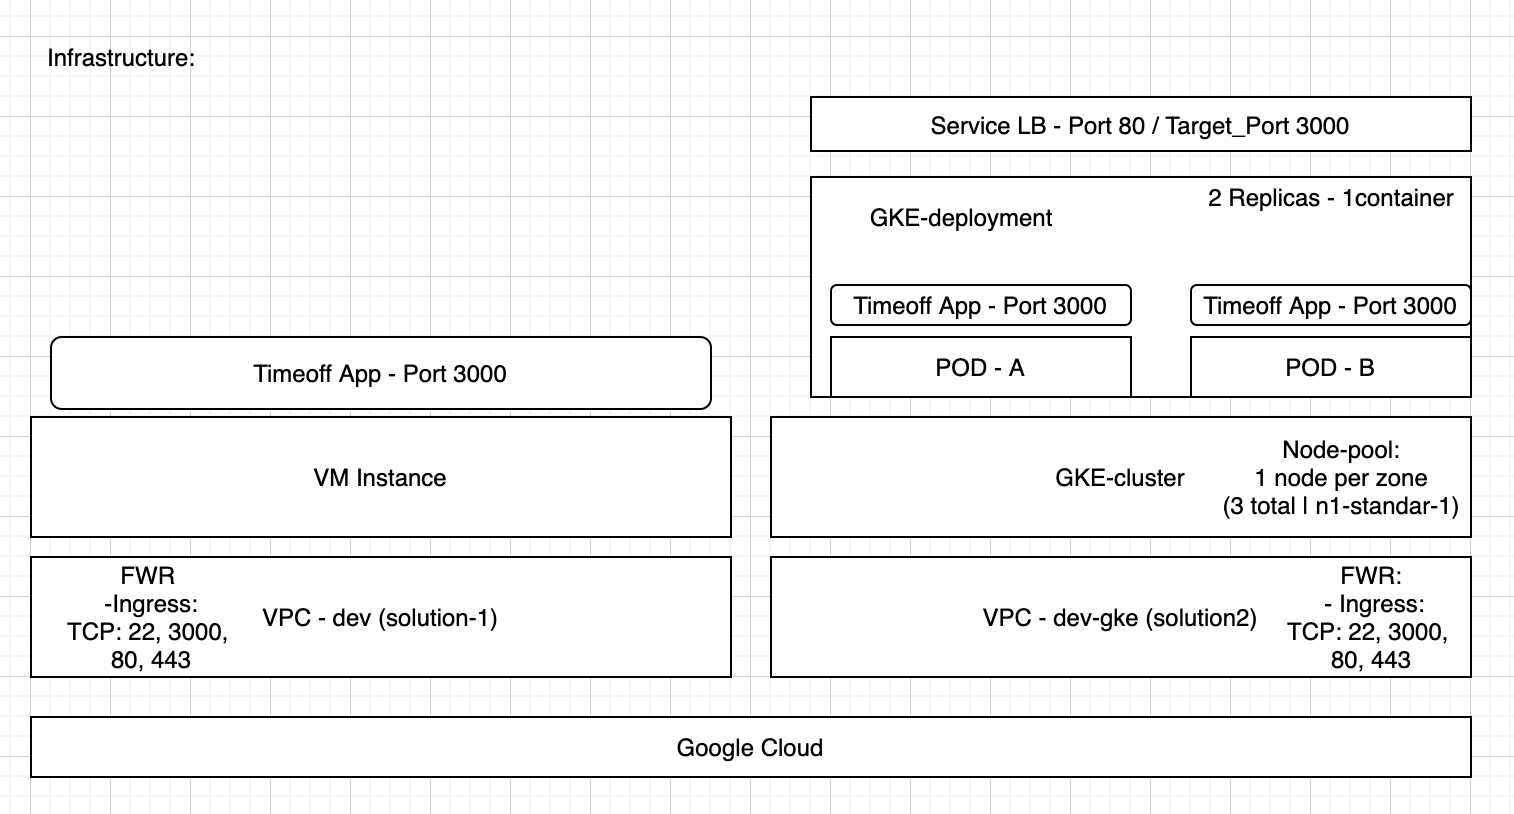 Infrastructure:
Service LB - Port 80 / Target_Port 3000
2 Replicas - 1container
GKE-deployment
Timeoff App - Port 3000
Timeoff App - Port 3000
POD - A
POD - B
Timeoff App - Port 3000
VM Instance
GKE-cluster
Node-pool:
1 node per zone
(3 total | n1-standar-1)
FWR
-Ingress:
TCP: 22, 3000,
80, 443
VPC - dev (solution-1)
VPC - dev-gke (solution2)
FWR:
- Ingress:
TCP: 22, 3000,
80, 443
Google Cloud